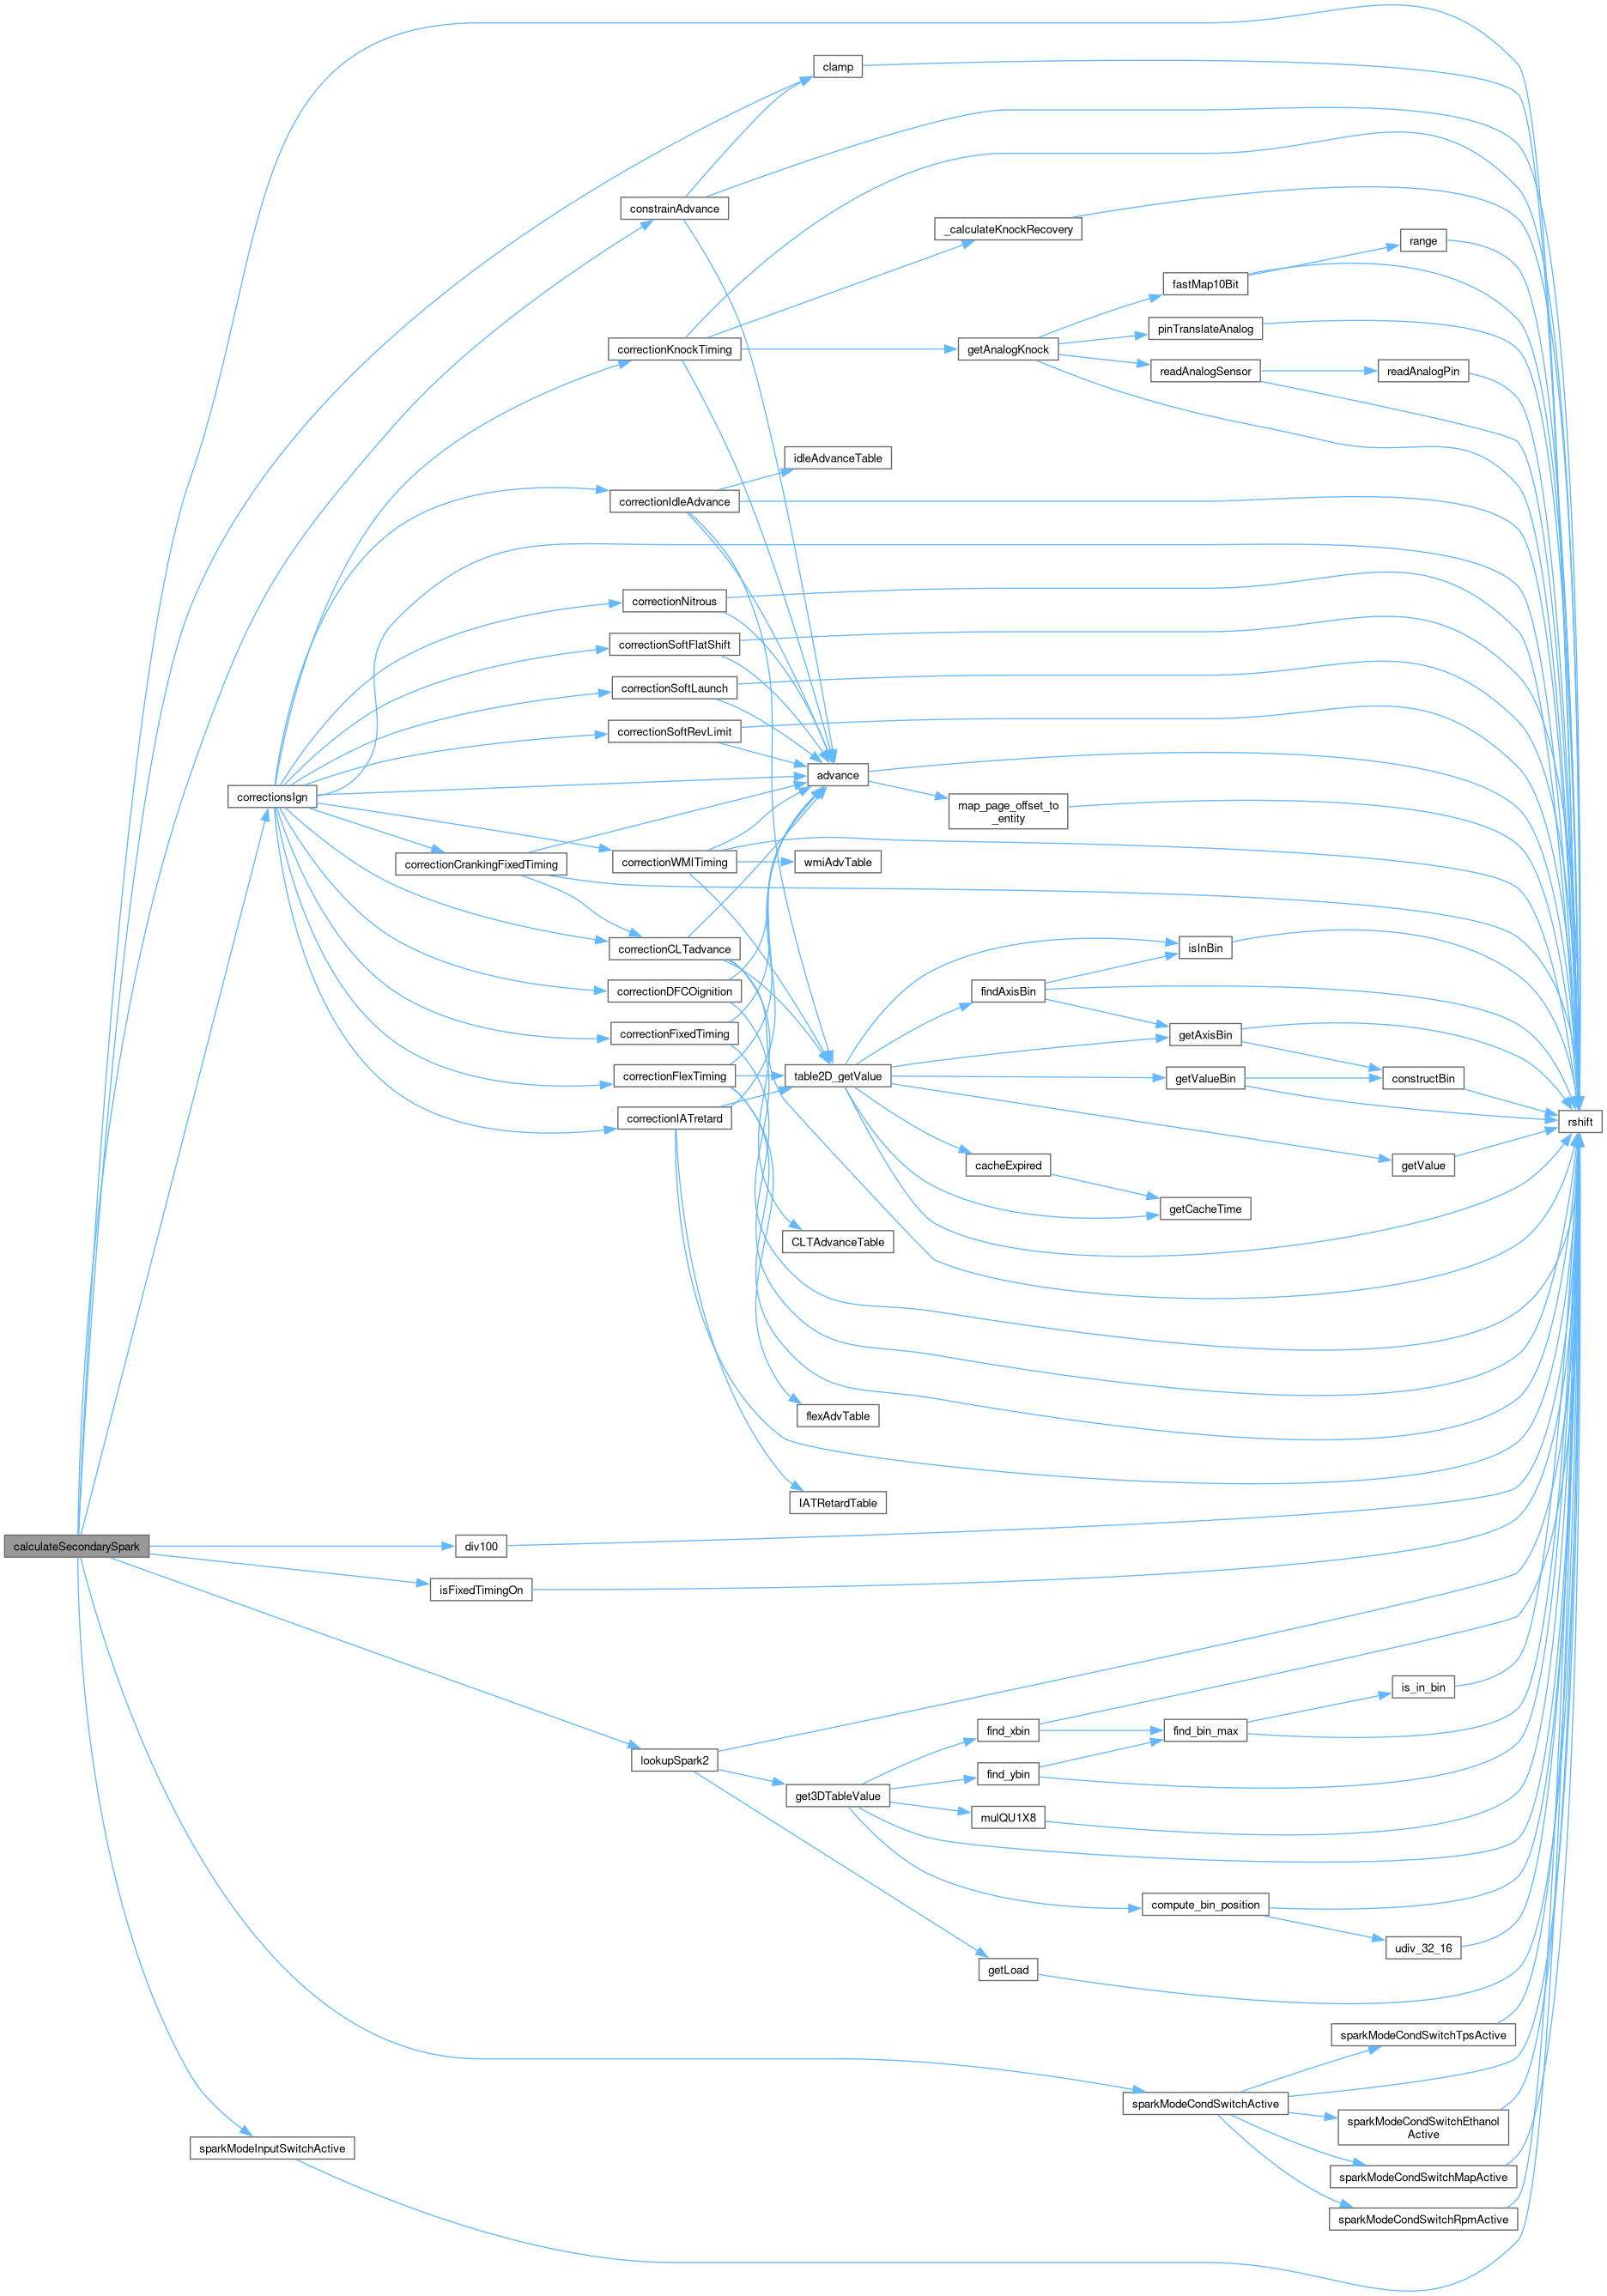 clamp
constrainAdvance
_calculateKnockRecovery
range
fastMap10Bit
pinTranslateAnalog
correctionKnockTiming
getAnalogKnock
readAnalogSensor
readAnalogPin
idleAdvanceTable
correctionIdleAdvance
correctionNitrous
correctionSoftFlatShift
correctionSoftLaunch
correctionSoftRevLimit
advance
correctionsIgn
map_page_offset_to
_entity
correctionCrankingFixedTiming
correctionWMITiming
wmiAdvTable
correctionCLTadvance
isInBin
correctionDFCOignition
findAxisBin
correctionFixedTiming
getAxisBin
correctionFlexTiming
table2D_getValue
getValueBin
constructBin
correctionIATretard
rshift
cacheExpired
getValue
getCacheTime
CLTAdvanceTable
flexAdvTable
IATRetardTable
calculateSecondarySpark
div100
isFixedTimingOn
is_in_bin
find_xbin
find_bin_max
lookupSpark2
find_ybin
get3DTableValue
mulQU1X8
compute_bin_position
udiv_32_16
getLoad
sparkModeCondSwitchTpsActive
sparkModeCondSwitchActive
sparkModeCondSwitchEthanol
Active
sparkModeInputSwitchActive
sparkModeCondSwitchMapActive
sparkModeCondSwitchRpmActive